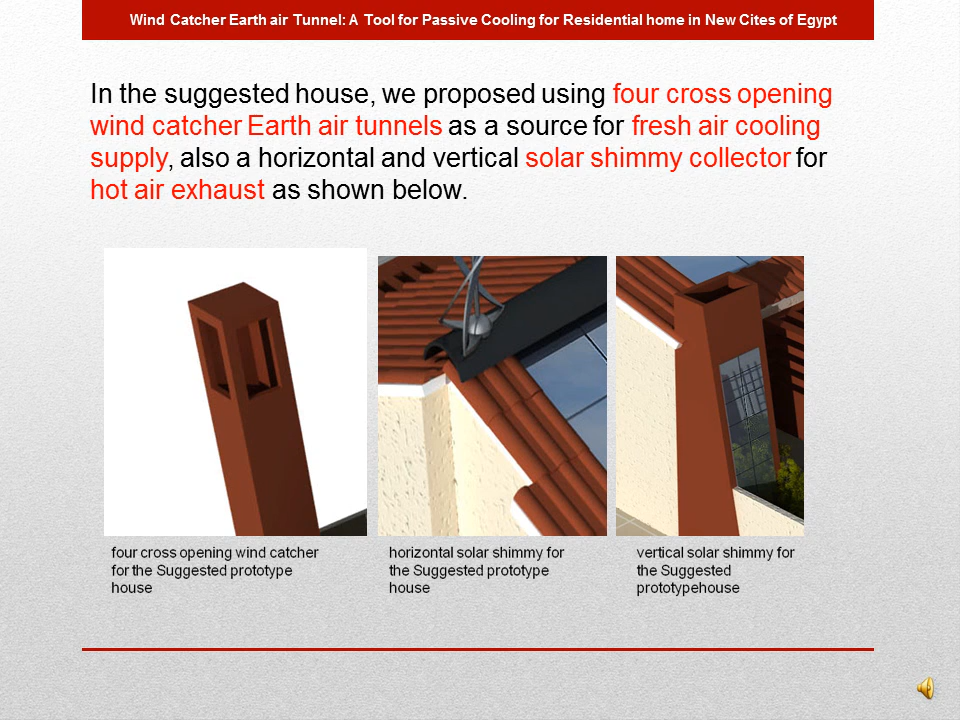 Wind Catcher Earth air Tunnel: A Tool for Passive Cooling for Residential home in New Cites of Egypt
In the suggested house, we proposed using four cross opening
wind catcher Earth air tunnels as a source for fresh air cooling
supply, also a horizontal and vertical solar shimmy collector for
hot air exhaust as shown below.
four cross opening wind catcher
for the Suggested prototype
house
horizontal solar shimmy for
the Suggested prototype
house
vertical solar shimmy for
the Suggested
prototypehouse